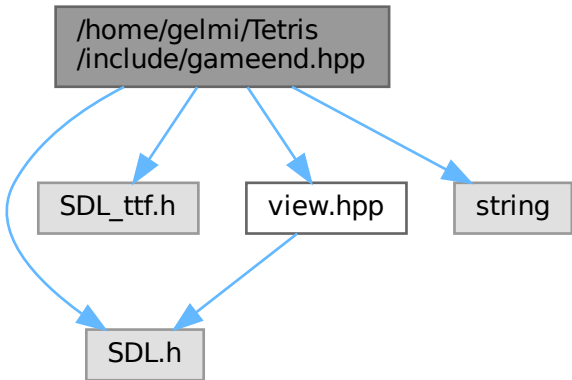 /home/gelmi/Tetris
/include/gameend.hpp
SDL_ttf.h
view.hpp
string
SDL.h